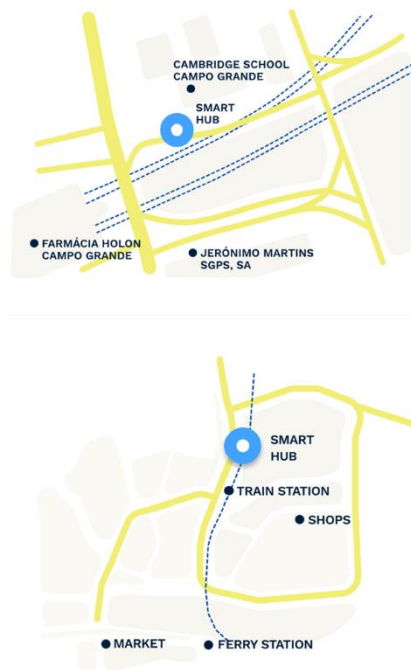 CAMBRIDGE SCHOOL
CAMPO GRANDE
SMART
HUB
FARMÁCIA HOLON
CAMPO GRANDE
JERÓNIMO MARTINS
SGPS, SA
SMART
HUB
TRAIN STATION
SHOPS
MARKET
FERRY STATION